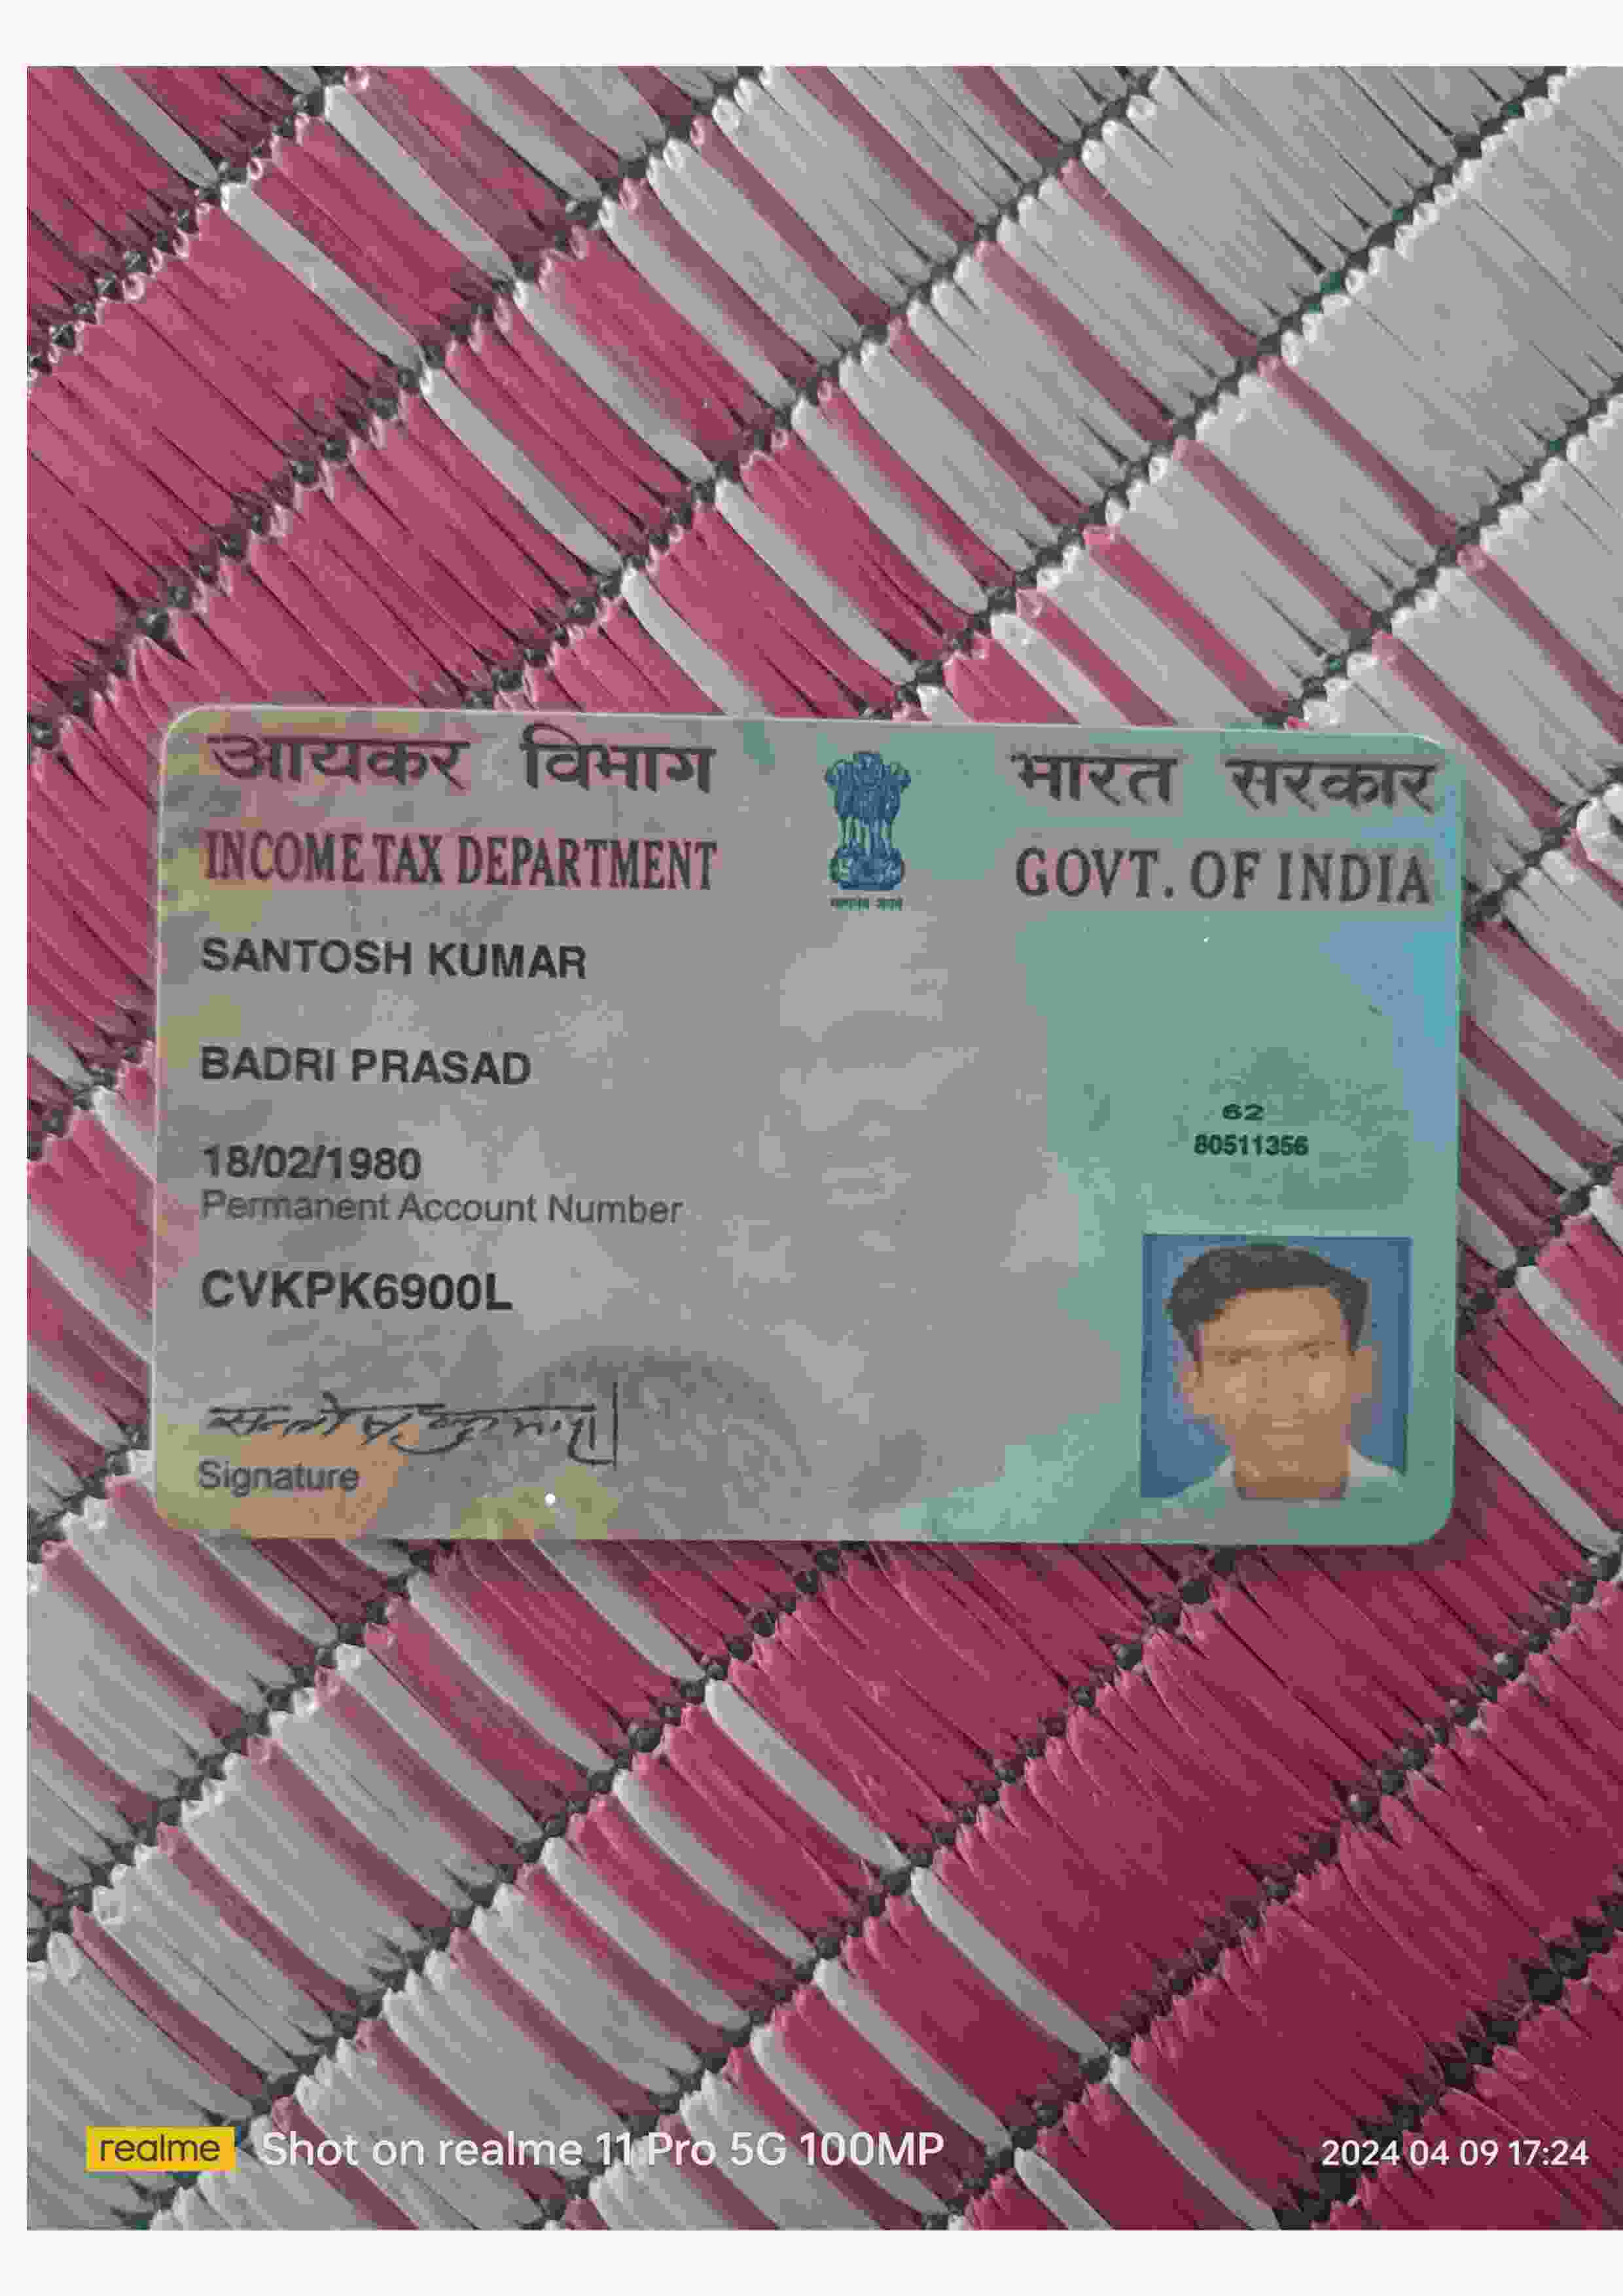 आयकर विभाग
भारत सरकार
INCOME TAX DEPARTMENT
GOVT. OF INDIA
SANTOSH KUMAR
BADRI PRASAD
18/02/1980
Permanent Account Number
CVKPK6900L
Signature
62
80511356
realme Shot on realme 11 Pro 5G 100MP
2024 04 09 17:24